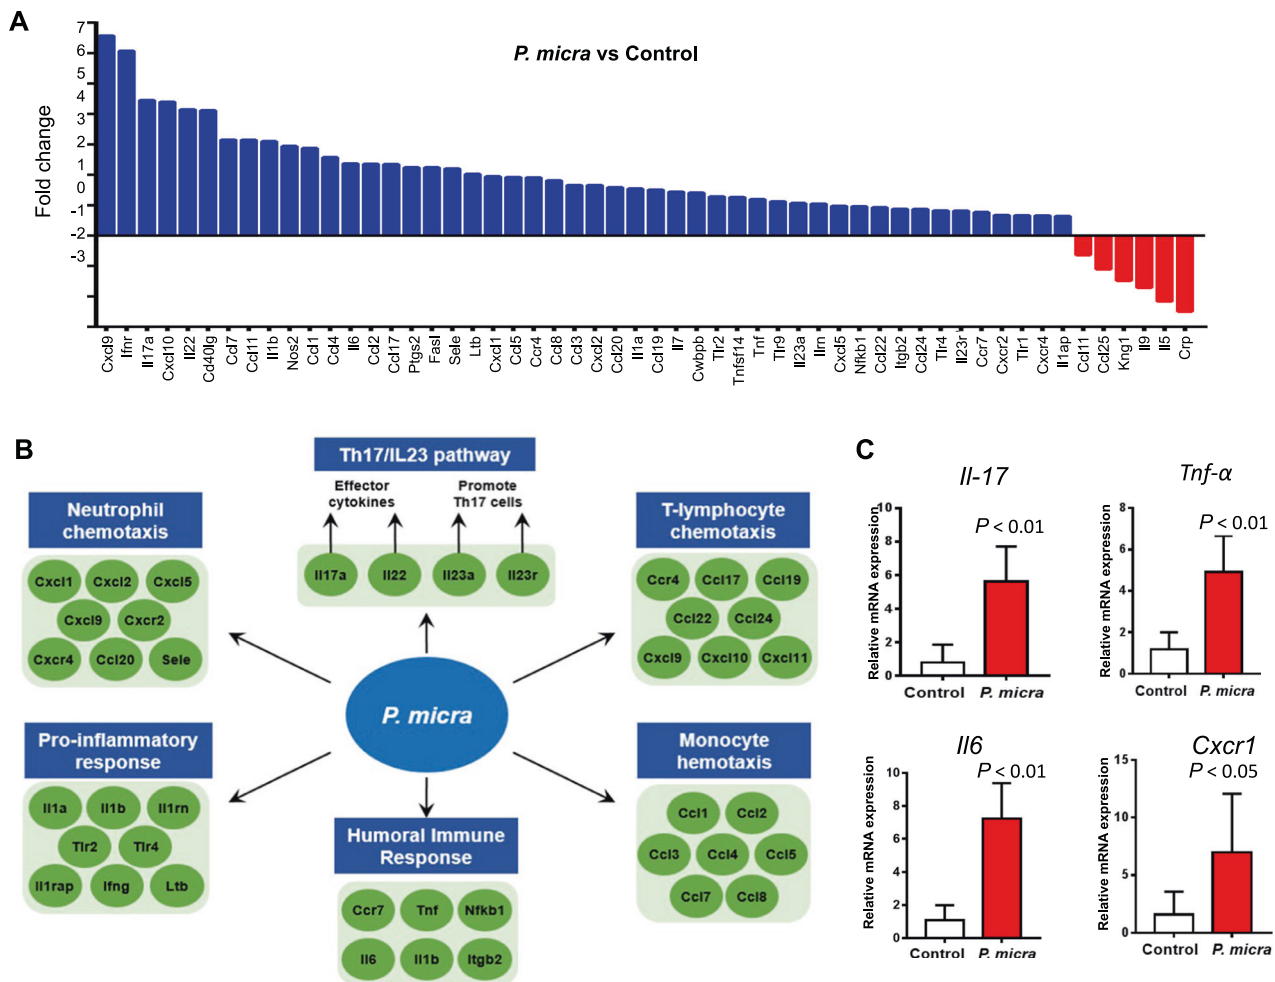 A
P. micra vs Control
Fold change
7
6
5
4
3
2
1
0
-1
-2
-3
Cxcl9
Ifnr
Il17a
Cxcl10
Il22
Cd40lg
Ccl7
Ccl11
Il1b
Nos2
Ccl1
Ccl4
Il6
Ccl2
Ccl17
Ptgs2
Fasl
Sele
Ltb
Cxcl1
Ccl5
Ccr4
Ccl8
Ccl3
Cxcl2
Ccl20
Il1a
Ccl19
Il7
Cwbpb
Tlr2
Tnfsf14
Tnf
Tlr9
Il23a
Ilrn
Cxcl5
Nfkb1
Ccl22
Itgb2
Ccl24
Tlr4
Il23r
Ccr7
Cxcr2
Tlr1
Cxcr4
Il1ap
Ccl11
Ccl25
Kng1
Il9
Il5
Crp
B
Th17/IL23 pathway
Effector
cytokines
Promote
Th17 cells
Il17a Il22 Il23a Il23r
Neutrophil
chemotaxis
Cxcl1 Cxcl2 Cxcl5
Cxcl9 Cxcr2
Cxcr4 Ccl20 Sele
T-lymphocyte
chemotaxis
Ccr4 Ccl17 Ccl19
Ccl22 Ccl24
Cxcl9 Cxcl10 Cxcl11
P. micra
Pro-inflammatory
response
Il1a Il1b Il1rn
Tlr2 Tlr4
Il1rap Ifng Ltb
Humoral Immune
Response
Ccr7 Tnf Nfkb1
Il6 Il1b Itgb2
Monocyte
hemotaxis
Ccl1 Ccl2
Ccl3 Ccl4 Ccl5
Ccl7 Ccl8
C
Il-17
P < 0.01
Relative mRNA expression
10
8
6
4
2
0
Control P. micra
Tnf-α
P < 0.01
Relative mRNA expression
8
6
4
2
0
Control P. micra
Il6
P < 0.01
Relative mRNA expression
10
8
6
4
2
0
Control P. micra
Cxcr1
P < 0.05
Relative mRNA expression
15
10
5
0
Control P. micra